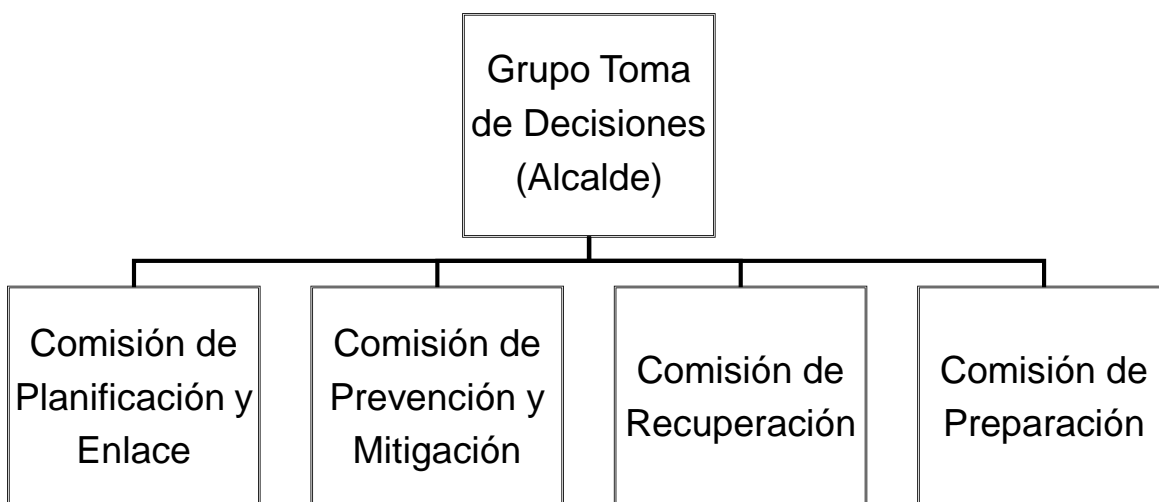 Grupo Toma
de Decisiones
(Alcalde)
Comisión de
Planificación y
Enlace
Comisión de
Prevención y
Mitigación
Comisión de
Recuperación
Comisión de
Preparación